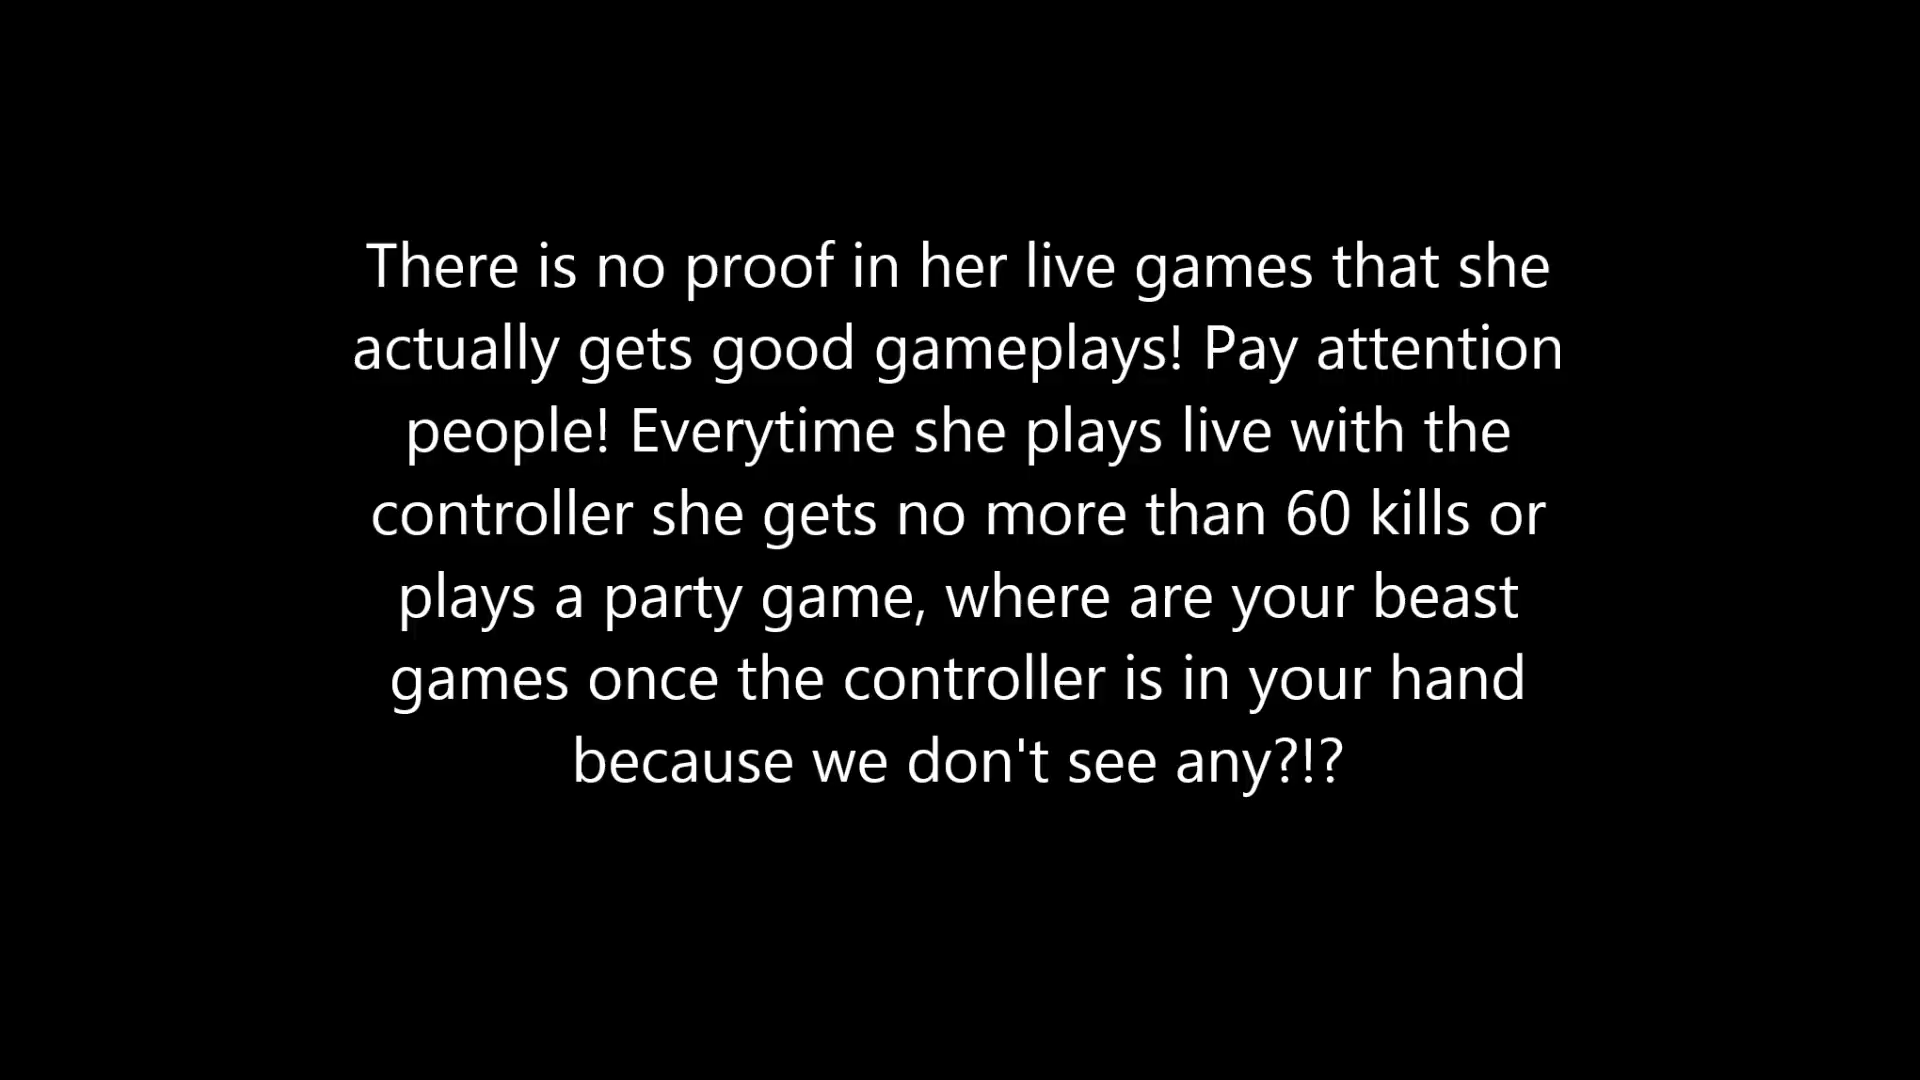 There is no proof in her live games that she
actually gets good gameplays! Pay attention
people! Everytime she plays live with the
controller she gets no more than 60 kills or
plays a party game, where are your beast
games once the controller is in your hand
because we don't see any?!?